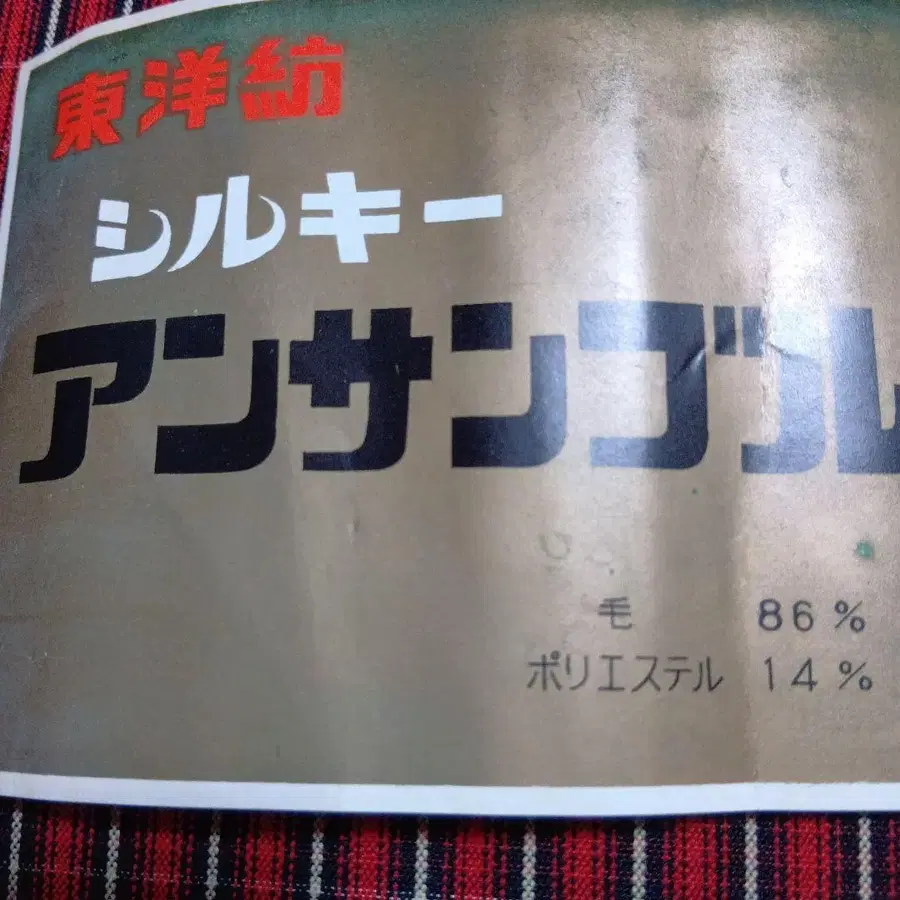 東洋紡
シルキー
アンサンブル
毛 86%
ポリエステル 14%